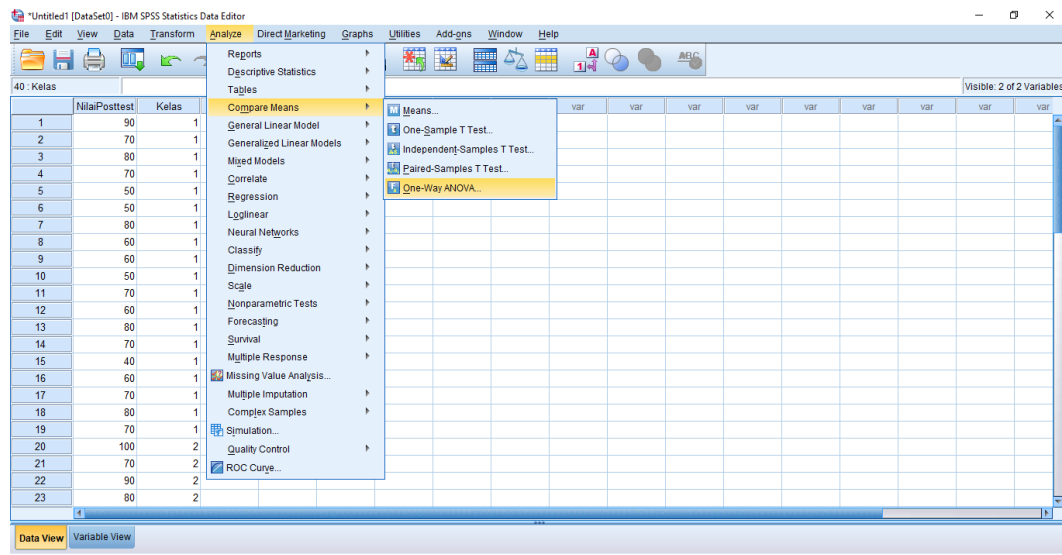 *Untitled1 [DataSet0] - IBM SPSS Statistics Data Editor
File Edit View Data Transform Analyze Direct Marketing Graphs Utilities Add-ons Window Help
40 : Kelas
Visible: 2 of 2 Variables
NilaiPosttest Kelas var var var var var var var
1 90 1
2 70 1
3 80 1
4 70 1
5 50 1
6 50 1
7 80 1
8 60 1
9 60 1
10 50 1
11 70 1
12 60 1
13 80 1
14 70 1
15 40 1
16 60 1
17 70 1
18 80 1
19 70 1
20 100 2
21 70 2
22 90 2
23 80 2
Reports
Descriptive Statistics
Tables
Compare Means
General Linear Model
Generalized Linear Models
Mixed Models
Correlate
Regression
Loglinear
Neural Networks
Classify
Dimension Reduction
Scale
Nonparametric Tests
Forecasting
Survival
Multiple Response
Missing Value Analysis...
Multiple Imputation
Complex Samples
Simulation...
Quality Control
ROC Curve...
Means...
One-Sample T Test...
Independent-Samples T Test...
Paired-Samples T Test...
One-Way ANOVA...
Data View Variable View